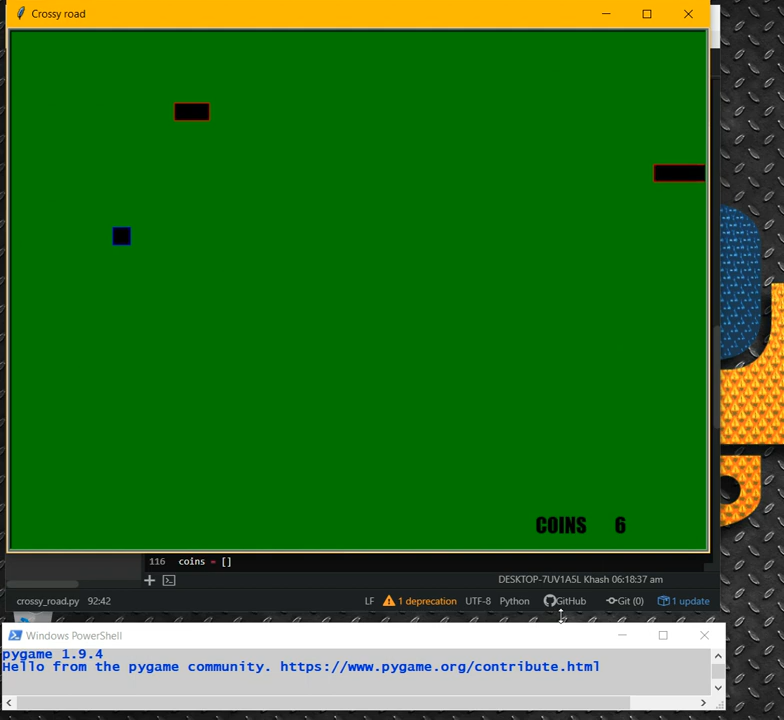 Crossy road
COINS 6
116 coins = []
DESKTOP-7UV1A5L Khash 06:18:37 am
crossy_road.py 92:42 LF 1 deprecation UTF-8 Python GitHub Git (0) 1 update
Windows PowerShell
pygame 1.9.4
Hello from the pygame community. https://www.pygame.org/contribute.html